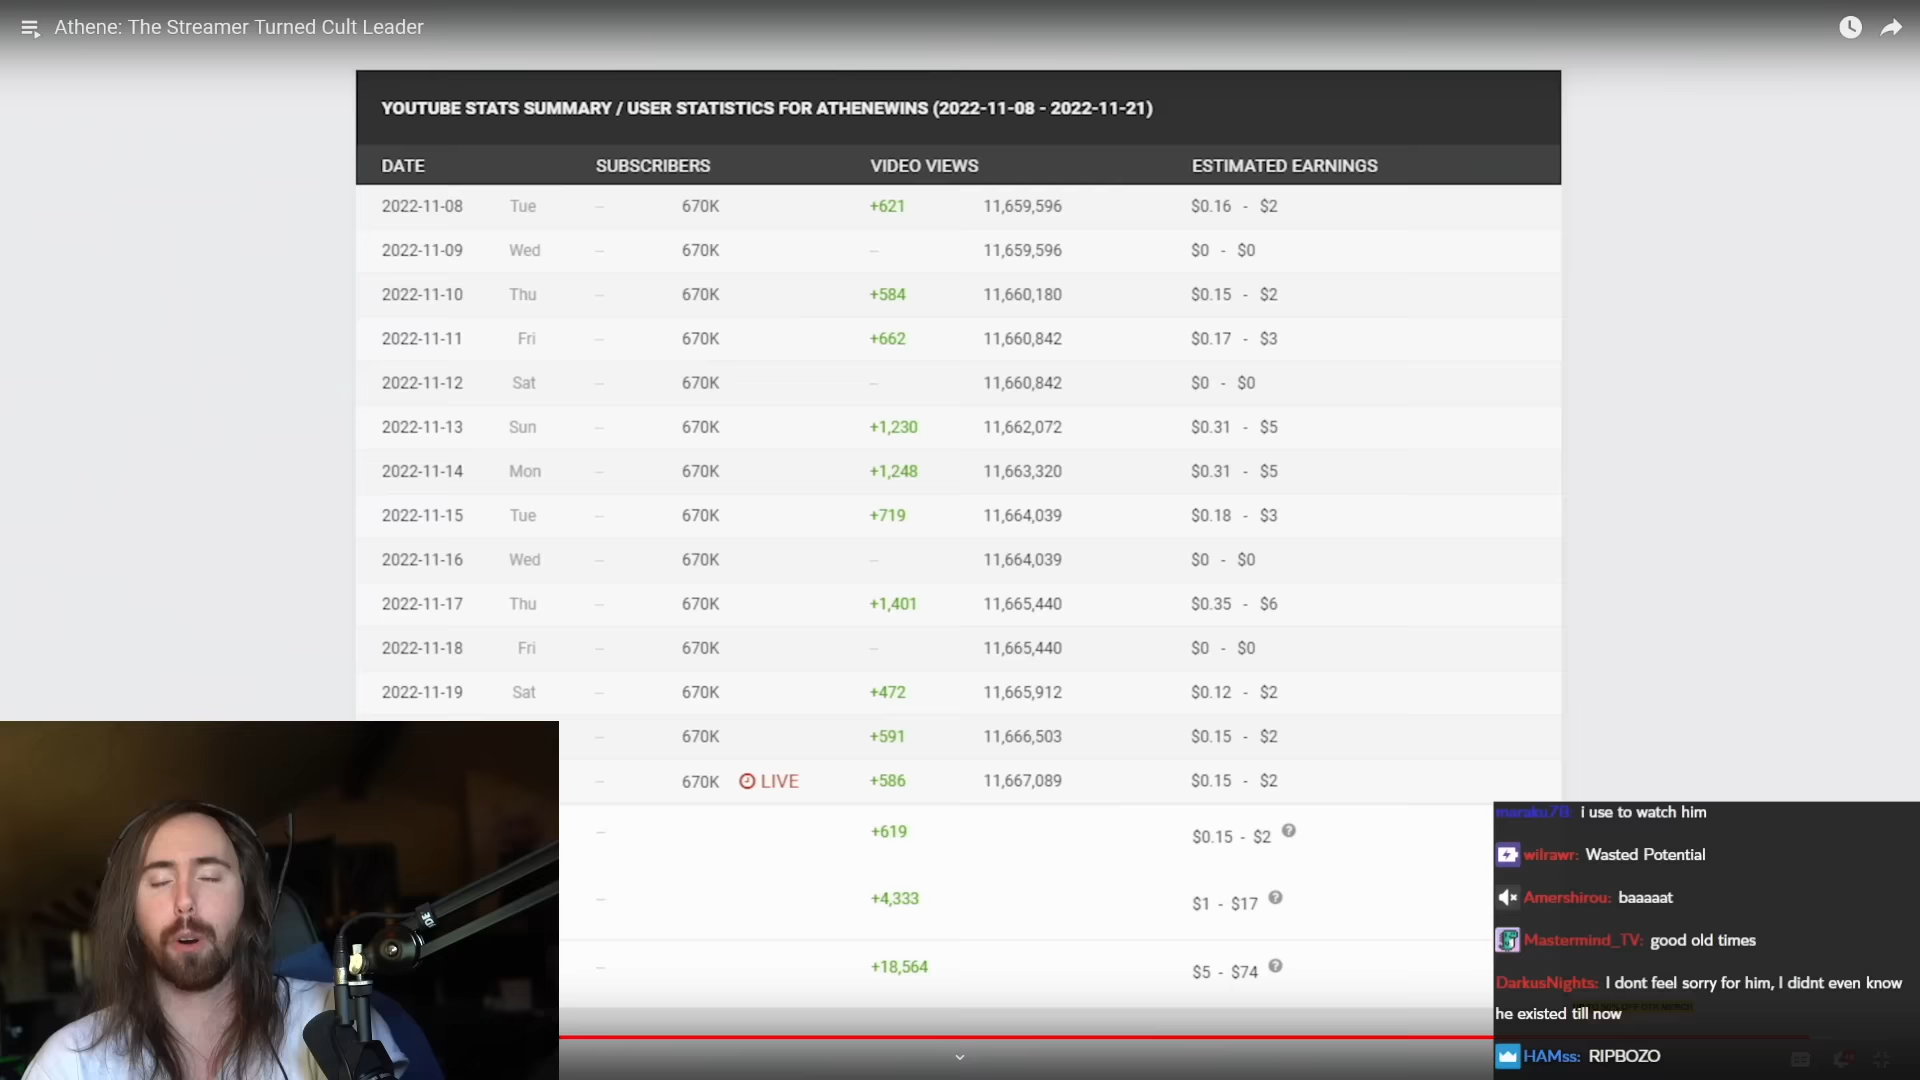 Athene: The Streamer Turned Cult Leader
YOUTUBE STATS SUMMARY / USER STATISTICS FOR ATHENEWINS (2022-11-08 - 2022-11-21)
DATE SUBSCRIBERS VIDEO VIEWS ESTIMATED EARNINGS
2022-11-08 Tue -- 670K +621 11,659,596 $0.16 - $2
2022-11-09 Wed -- 670K -- 11,659,596 $0 - $0
2022-11-10 Thu -- 670K +584 11,660,180 $0.15 - $2
2022-11-11 Fri -- 670K +662 11,660,842 $0.17 - $3
2022-11-12 Sat -- 670K -- 11,660,842 $0 - $0
2022-11-13 Sun -- 670K +1,230 11,662,072 $0.31 - $5
2022-11-14 Mon -- 670K +1,248 11,663,320 $0.31 - $5
2022-11-15 Tue -- 670K +719 11,664,039 $0.18 - $3
2022-11-16 Wed -- 670K -- 11,664,039 $0 - $0
2022-11-17 Thu -- 670K +1,401 11,665,440 $0.35 - $6
2022-11-18 Fri -- 670K -- 11,665,440 $0 - $0
2022-11-19 Sat -- 670K +472 11,665,912 $0.12 - $2
-- 670K +591 11,666,503 $0.15 - $2
-- 670K LIVE +586 11,667,089 $0.15 - $2
-- +619 $0.15 - $2 ?
-- +4,333 $1 - $17 ?
-- +18,564 $5 - $74 ?
maraku78: i use to watch him
wilrawr: Wasted Potential
Amershirou: baaaaat
Mastermind_TV: good old times
DarkusNights: I dont feel sorry for him, I didnt even know
he existed till now
HAMss: RIPBOZO